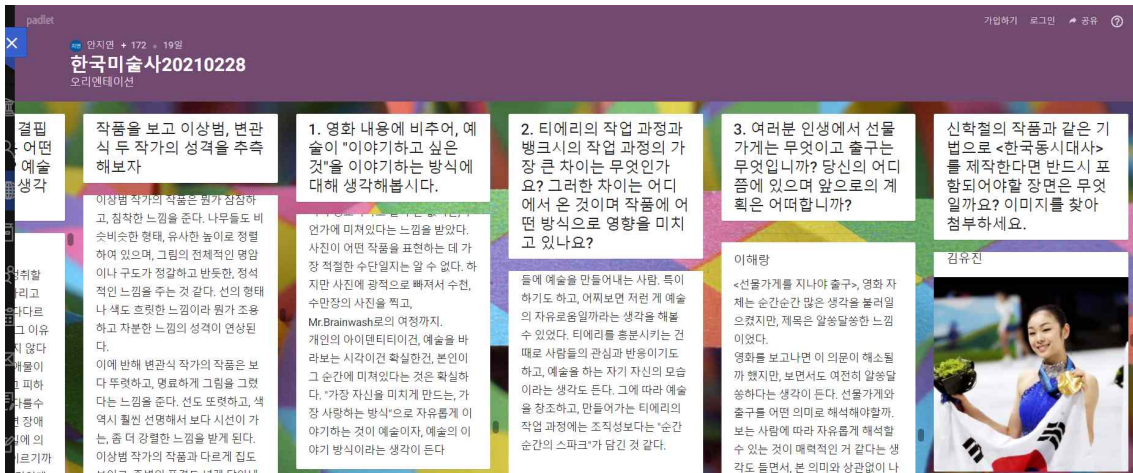 padlet
가입하기 로그인 공유
안지연 + 172 • 19일
한국미술사20210228
오리엔테이션
결핍
어떤
? 예술
생각
정취할
다다르
그 이유
지 않다
애물이
고 피하
다를수
면 장애
길에 의
이르기까
작품을 보고 이상범, 변관
식 두 작가의 성격을 추측
해보자
이상범 작가의 작품은 뭔가 잠잠하
고, 침착한 느낌을 준다. 나무들도 비
슷비슷한 형태, 유사한 높이로 정렬
하여 있으며, 그림의 전체적인 명암
이나 구도가 정갈하고 반듯한, 정석
적인 느낌을 주는 것 같다. 선의 형태
나 색도 흐릿한 느낌이라 뭔가 조용
하고 차분한 느낌의 성격이 연상된
다.
이에 반해 변관식 작가의 작품은 보
다 뚜렷하고, 명료하게 그림을 그렸
다는 느낌을 준다. 선도 또렷하고, 색
역시 훨씬 선명해서 보다 시선이 가
는, 좀 더 강렬한 느낌을 받게 된다.
이상범 작가의 작품과 다르게 집도
1. 영화 내용에 비추어, 예
술이 "이야기하고 싶은
것"을 이야기하는 방식에
대해 생각해봅시다.
언가에 미쳐있다는 느낌을 받았다.
사진이 어떤 작품을 표현하는 데 가
장 적절한 수단일지는 알 수 없다. 하
지만 사진에 광적으로 빠져서 수천,
수만장의 사진을 찍고,
Mr.Brainwash로의 여정까지.
개인의 아이덴티티이건, 예술을 바
라보는 시각이건 확실한건, 본인이
그 순간에 미쳐있다는 것은 확실하
다. "가장 자신을 미치게 만드는, 가
장 사랑하는 방식"으로 자유롭게 이
야기하는 것이 예술이자, 예술의 이
야기 방식이라는 생각이 든다
2. 티에리의 작업 과정과
뱅크시의 작업 과정의 가
장 큰 차이는 무엇인가
요? 그러한 차이는 어디
에서 온 것이며 작품에 어
떤 방식으로 영향을 미치
고 있나요?
들에 예술을 만들어내는 사람. 특이
하기도 하고, 어찌보면 저런 게 예술
의 자유로움일까라는 생각을 해볼
수 있었다. 티에리를 흥분시키는 건
때로 사람들의 관심과 반응이기도
하고, 예술을 하는 자기 자신의 모습
이라는 생각도 든다. 그에 따라 예술
을 창조하고, 만들어가는 티에리의
작업 과정에는 조직성보다는 "순간
순간의 스파크"가 담긴 것 같다.
3. 여러분 인생에서 선물
가게는 무엇이고 출구는
무엇입니까? 당신의 어디
쯤에 있으며 앞으로의 계
획은 어떠합니까?
이해랑
<선물가게를 지나야 출구>, 영화 자
체는 순간순간 많은 생각을 불러일
으켰지만, 제목은 알쏭달쏭한 느낌
이었다.
영화를 보고나면 이 의문이 해소될
까 했지만, 보면서도 여전히 알쏭달
쏭하다는 생각이 든다. 선물가게와
출구를 어떤 의미로 해석해야할까.
보는 사람에 따라 자유롭게 해석할
수 있는 것이 매력적인 거 같다는 생
각도 들면서, 본 의미와 상관없이 나
신학철의 작품과 같은 기
법으로 <한국동시대사>
를 제작한다면 반드시 포
함되어야할 장면은 무엇
일까요? 이미지를 찾아
첨부하세요.
김유진